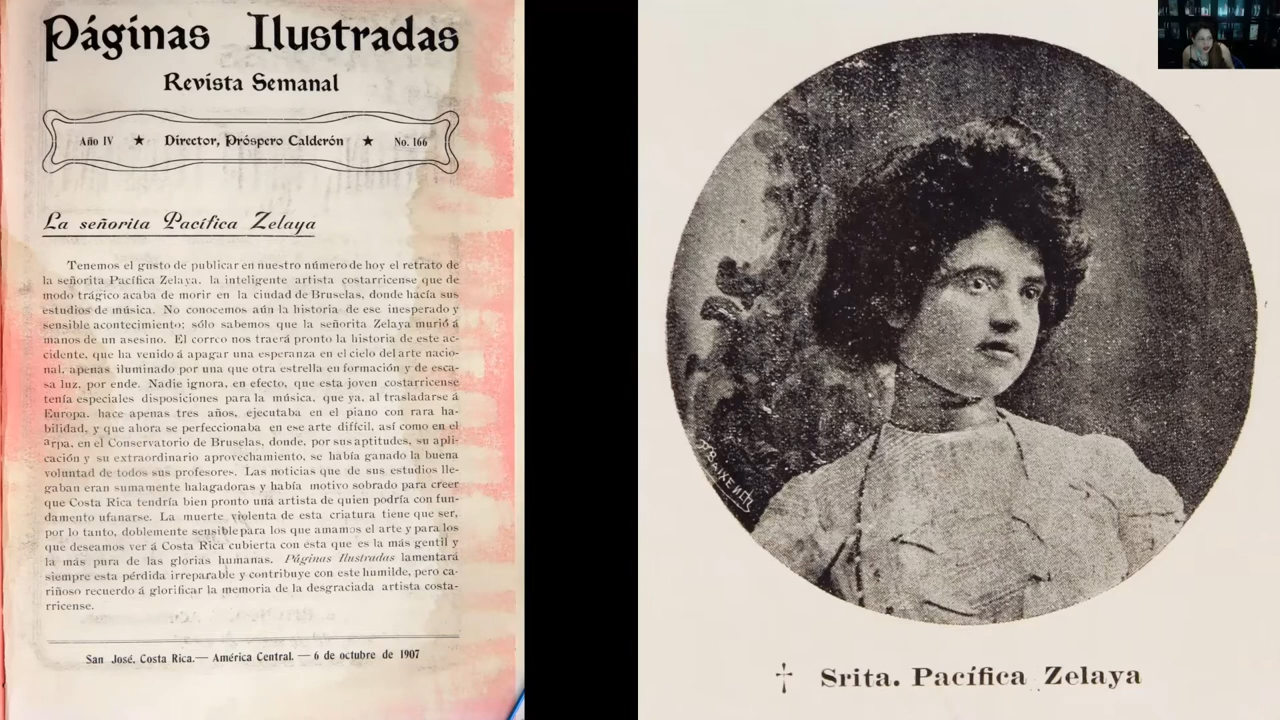 Páginas Ilustradas
Revista Semanal
Año IV ★ Director, Próspero Calderón ★ No. 166
La señorita Pacífica Zelaya
Tenemos el gusto de publicar en nuestro número de hoy el retrato de
la señorita Pacífica Zelaya, la inteligente artista costarricense que de
modo trágico acaba de morir en la ciudad de Bruselas, donde hacía sus
estudios de música. No conocemos aún la historia de ese inesperado y
sensible acontecimiento; sólo sabemos que la señorita Zelaya murió á
manos de un asesino. El correo nos traerá pronto la historia de este ac-
cidente, que ha venido á apagar una esperanza en el cielo del arte nacio-
nal, apenas iluminado por una que otra estrella en formación y de esca-
sa luz, por ende. Nadie ignora, en efecto, que esta joven costarricense
tenía especiales disposiciones para la música, que ya, al trasladarse á
Europa, hace apenas tres años, ejecutaba en el piano con rara ha-
bilidad, y que ahora se perfeccionaba en ese arte difícil, así como en el
arpa, en el Conservatorio de Bruselas, donde, por sus aptitudes, su apli-
cación y su extraordinario aprovechamiento, se había ganado la buena
voluntad de todos sus profesores. Las noticias que de sus estudios lle-
gaban eran sumamente halagadoras y había motivo sobrado para creer
que Costa Rica tendría bien pronto una artista de quien podría con fun-
damento ufanarse. La muerte violenta de esta criatura tiene que ser,
por lo tanto, doblemente sensible para los que amamos el arte y para los
que deseamos ver á Costa Rica cubierta con esta que es la más gentil y
la más pura de las glorias humanas. Páginas Ilustradas lamentará
siempre esta pérdida irreparable y contribuye con este humilde, pero ca-
riñoso recuerdo á glorificar la memoria de la desgraciada artista costa-
rricense.
San José, Costa Rica.— América Central. — 6 de octubre de 1907
† Srita. Pacífica Zelaya